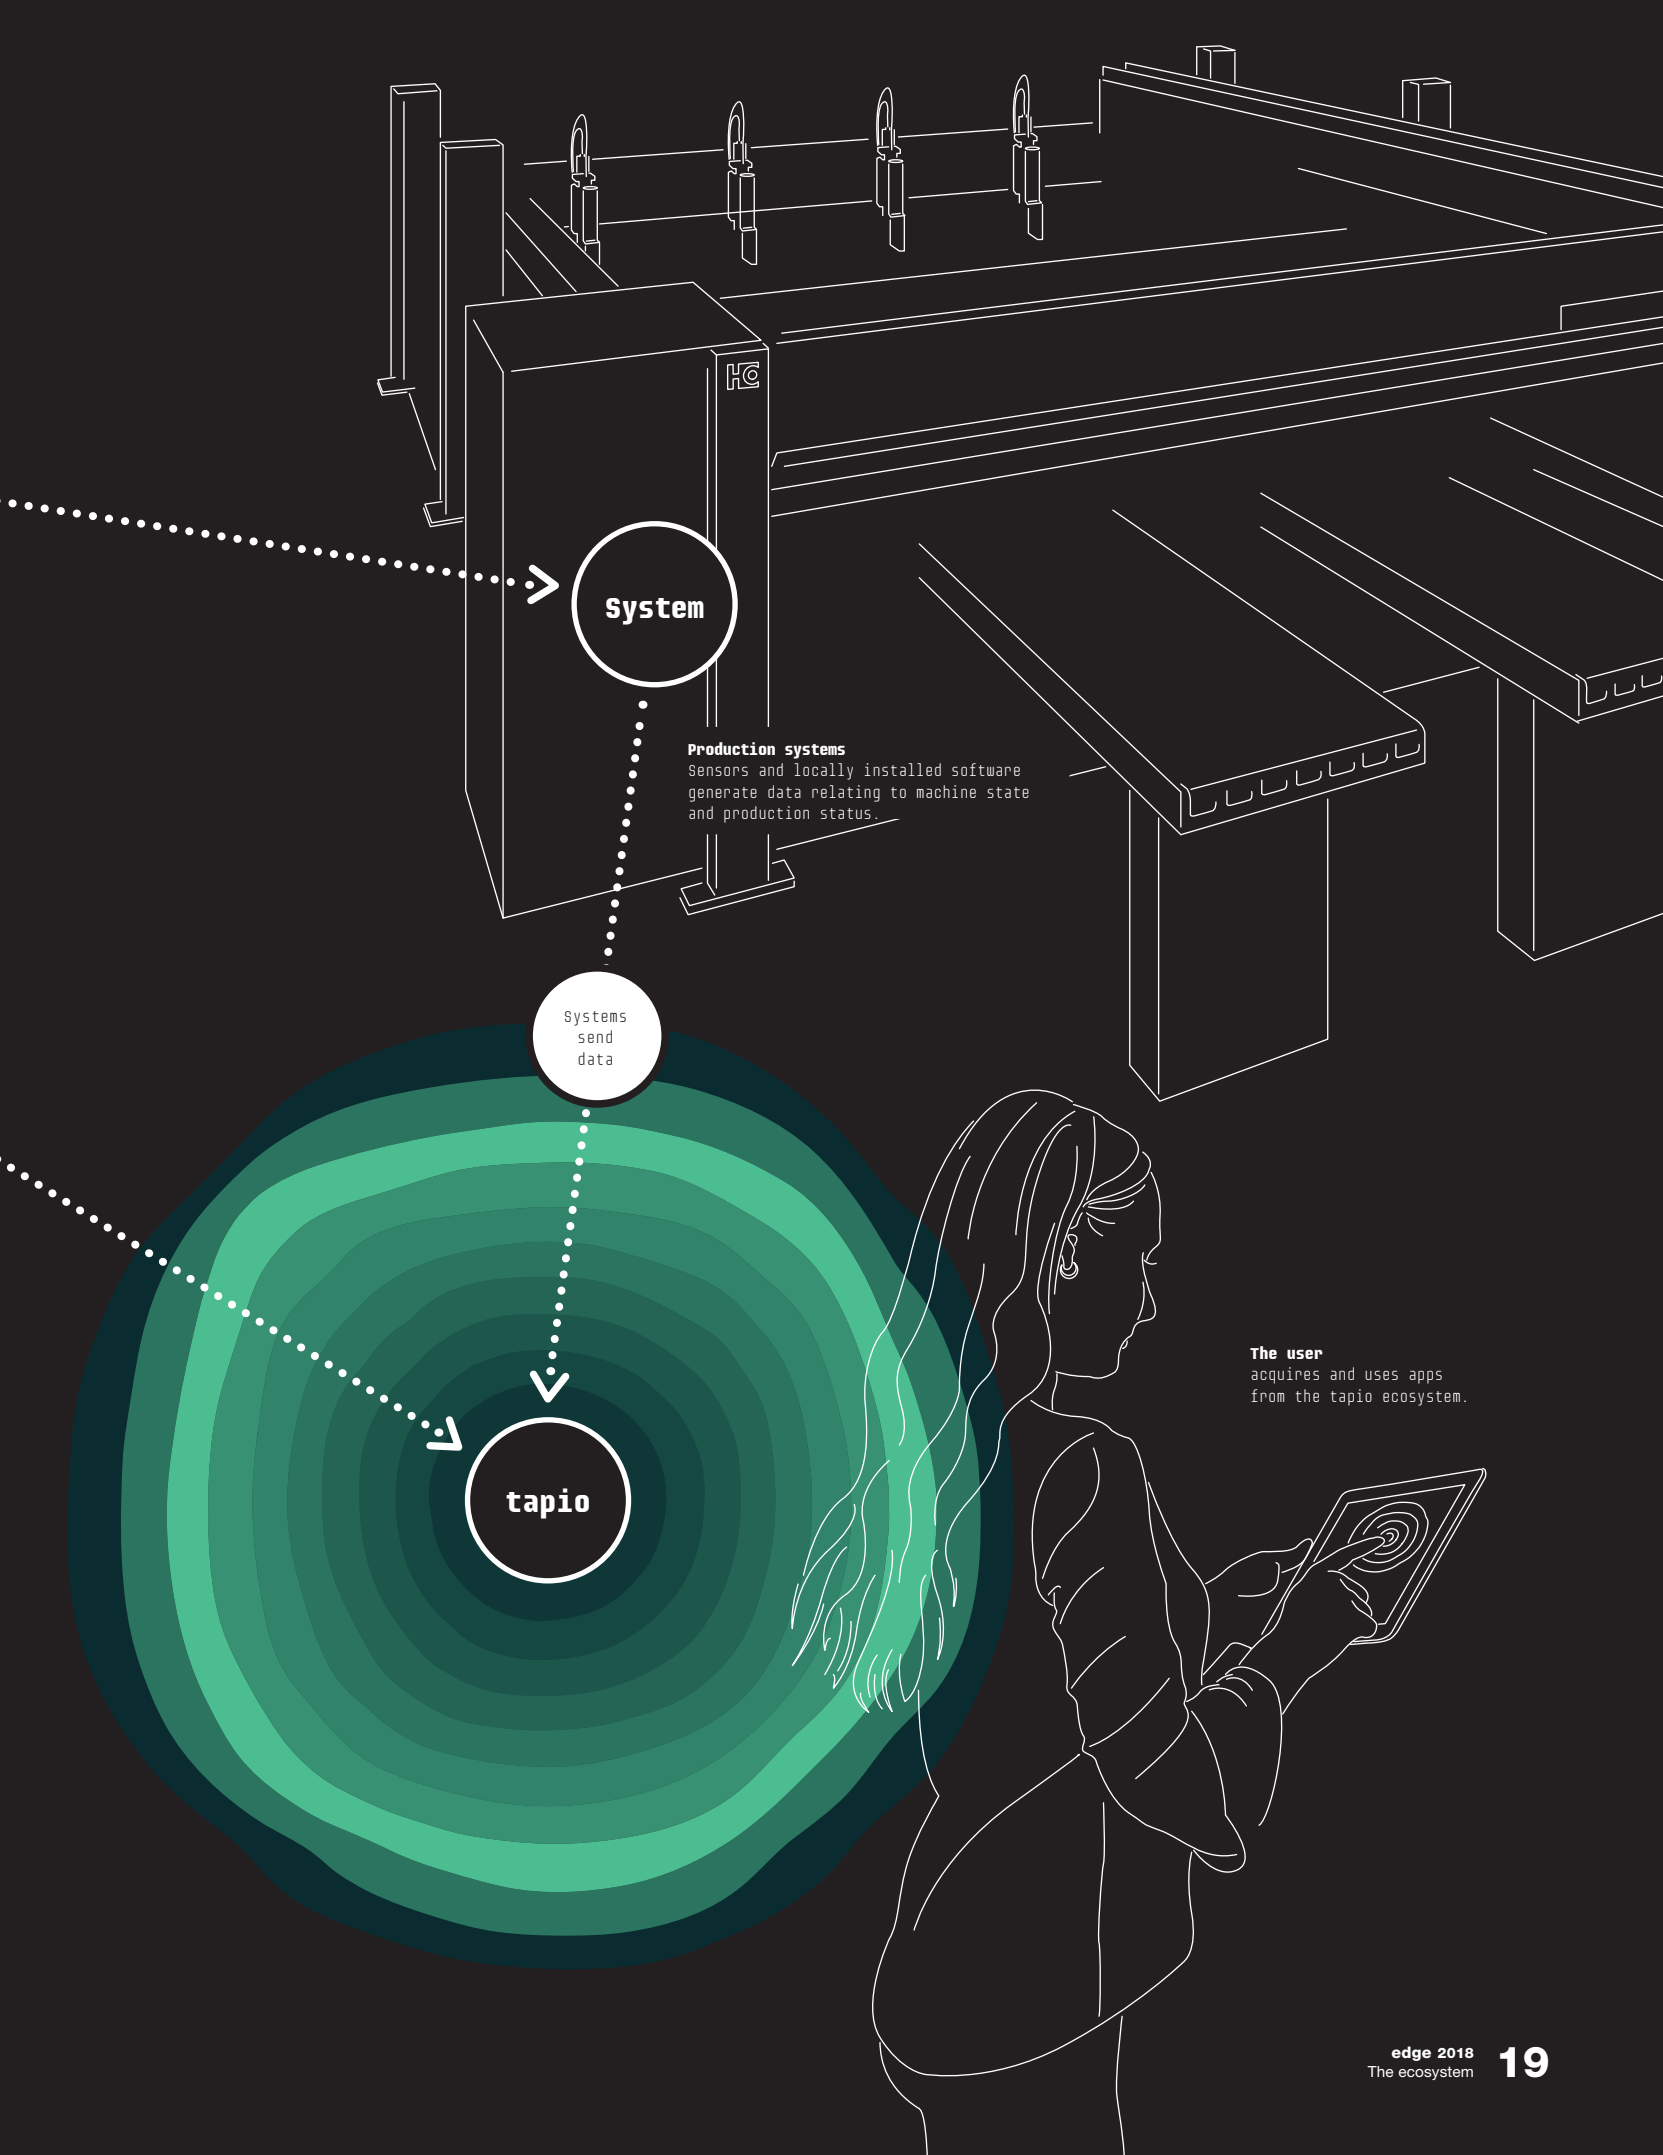 HC
System
Production systems
Sensors and locally installed software
generate data relating to machine state
and production status.
Systems
send
data
tapio
The user
acquires and uses apps
from the tapio ecosystem.
edge 2018
The ecosystem
19